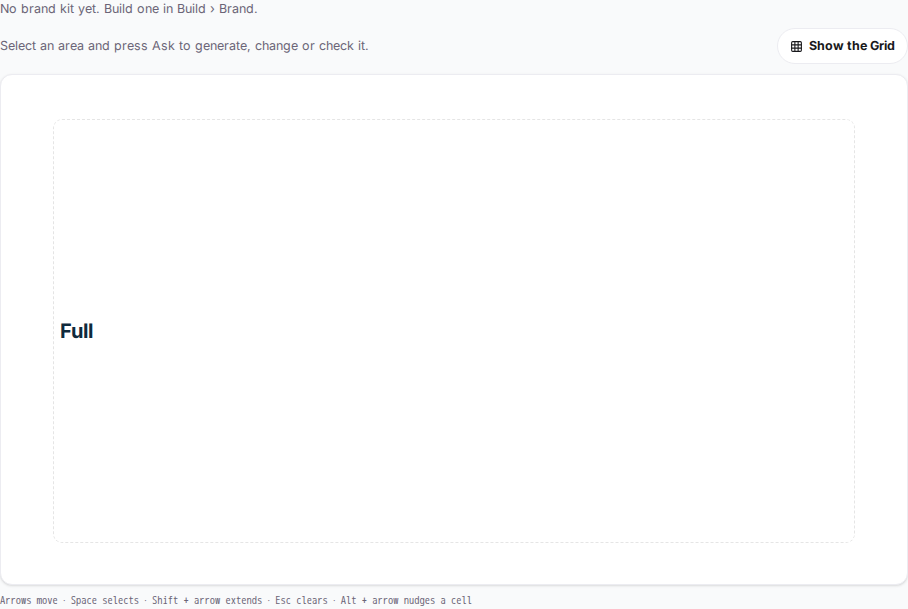 No brand kit yet. Build one in Build › Brand.
Select an area and press Ask to generate, change or check it.
Show the Grid
Full
Arrows move · Space selects · Shift + arrow extends · Esc clears · Alt + arrow nudges a cell